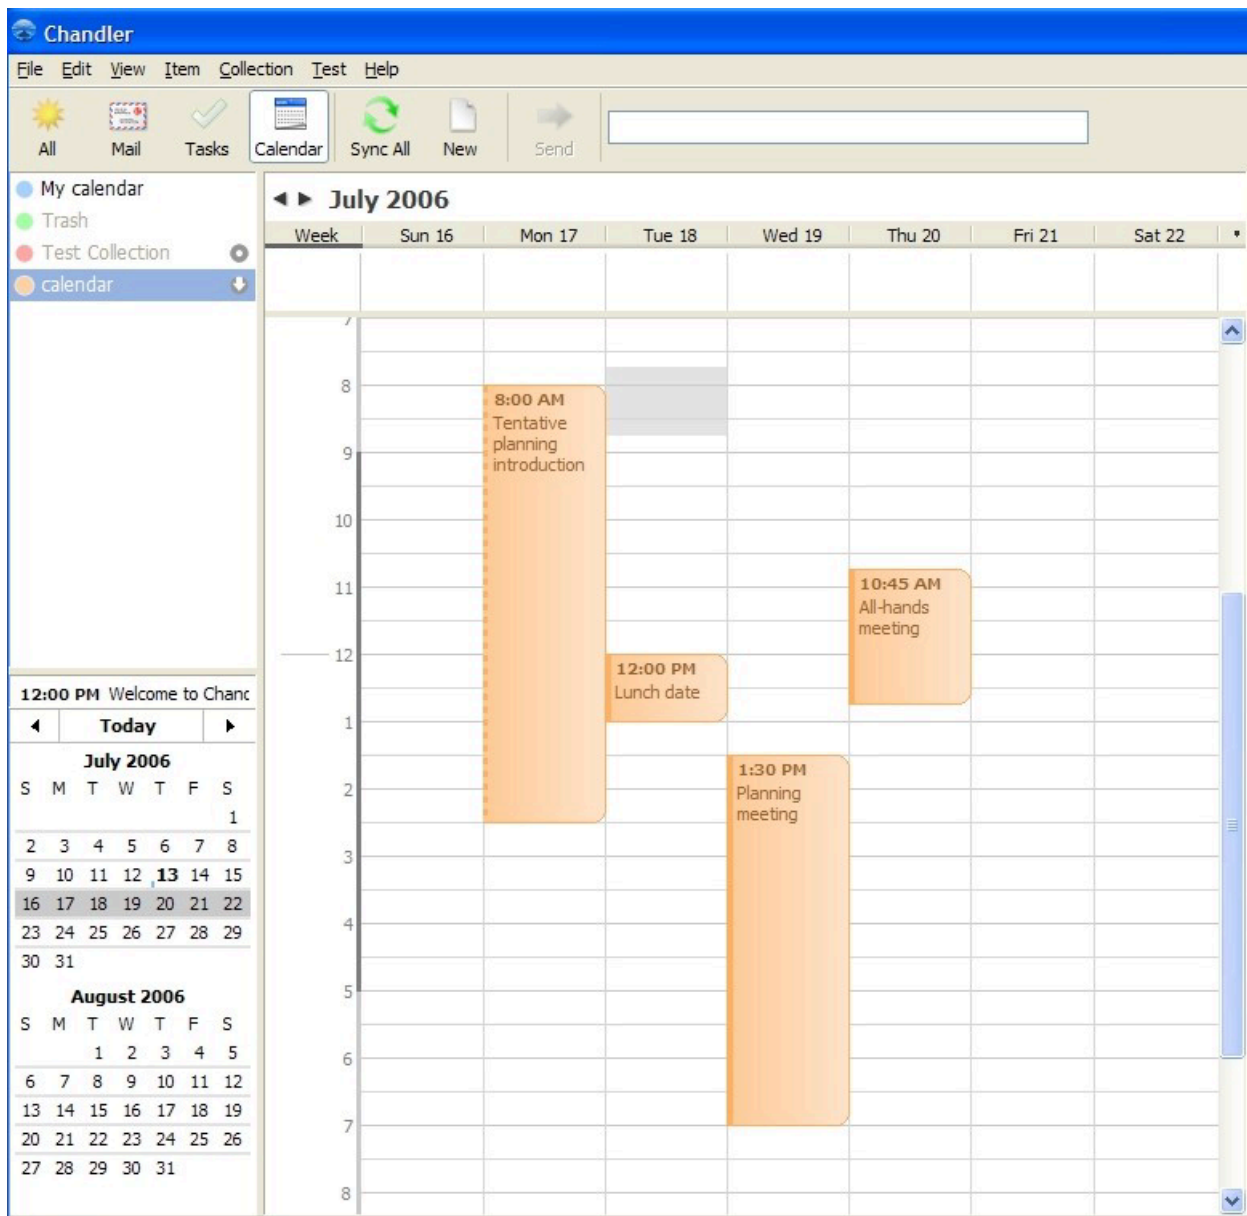 Chandler
File Edit View Item Collection Test Help
All Mail Tasks Calendar Sync All New Send
My calendar
Trash
Test Collection
calendar
July 2006
Week Sun 16 Mon 17 Tue 18 Wed 19 Thu 20 Fri 21 Sat 22
7
8
9
10
11
12
1
2
3
4
5
6
7
8
8:00 AM
Tentative
planning
introduction
12:00 PM
Lunch date
1:30 PM
Planning
meeting
10:45 AM
All-hands
meeting
12:00 PM Welcome to Chanc
Today
July 2006
S M T W T F S
1
2 3 4 5 6 7 8
9 10 11 12 13 14 15
16 17 18 19 20 21 22
23 24 25 26 27 28 29
30 31
August 2006
S M T W T F S
1 2 3 4 5
6 7 8 9 10 11 12
13 14 15 16 17 18 19
20 21 22 23 24 25 26
27 28 29 30 31